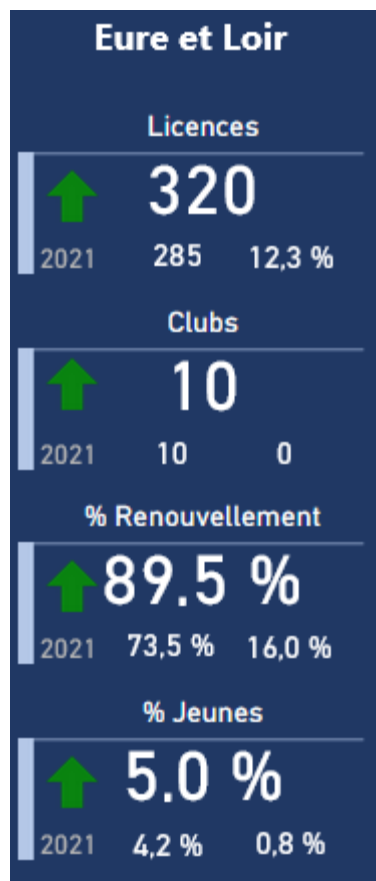 Eure et Loir
Licences
320
2021 285 12,3 %
Clubs
10
2021 10 0
% Renouvellement
89.5 %
2021 73,5 % 16,0 %
% Jeunes
5.0 %
2021 4,2 % 0,8 %